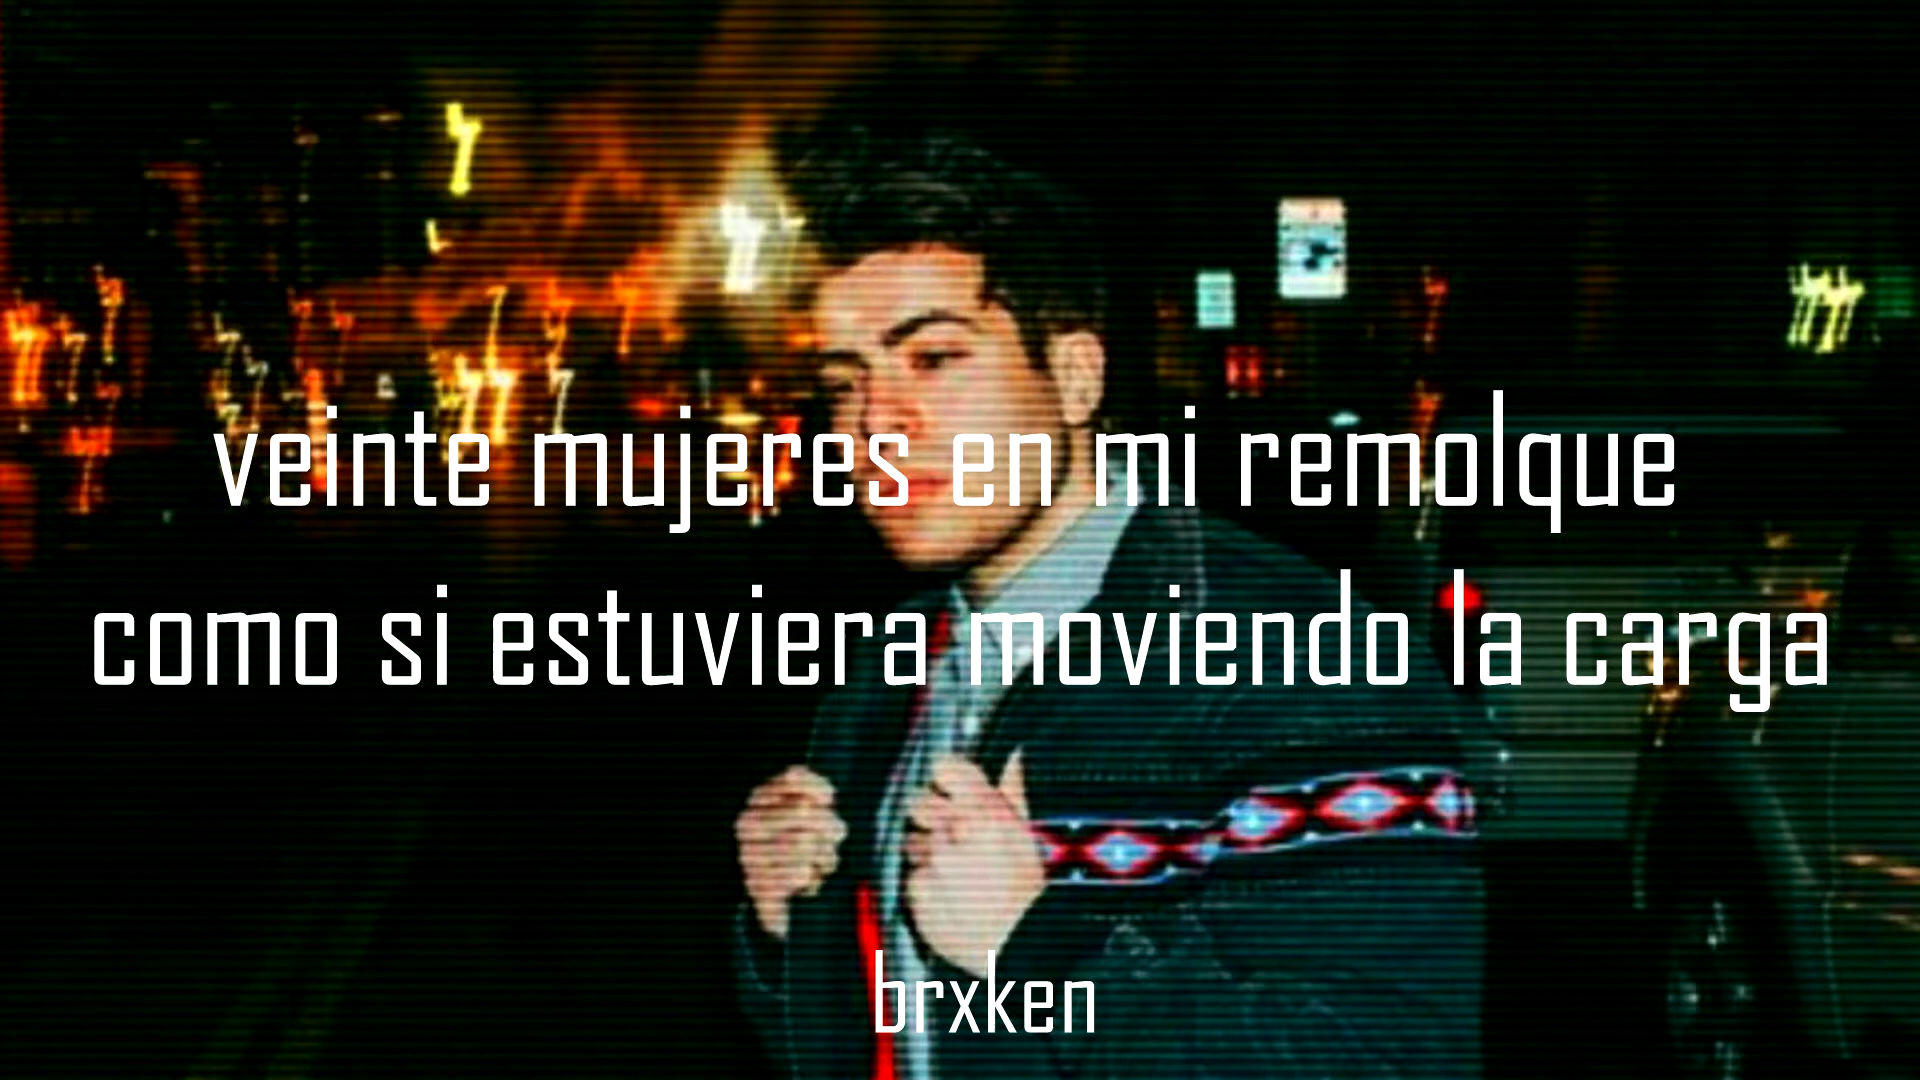 veinte mujeres en mi remolque
como si estuviera moviendo la carga
brxken